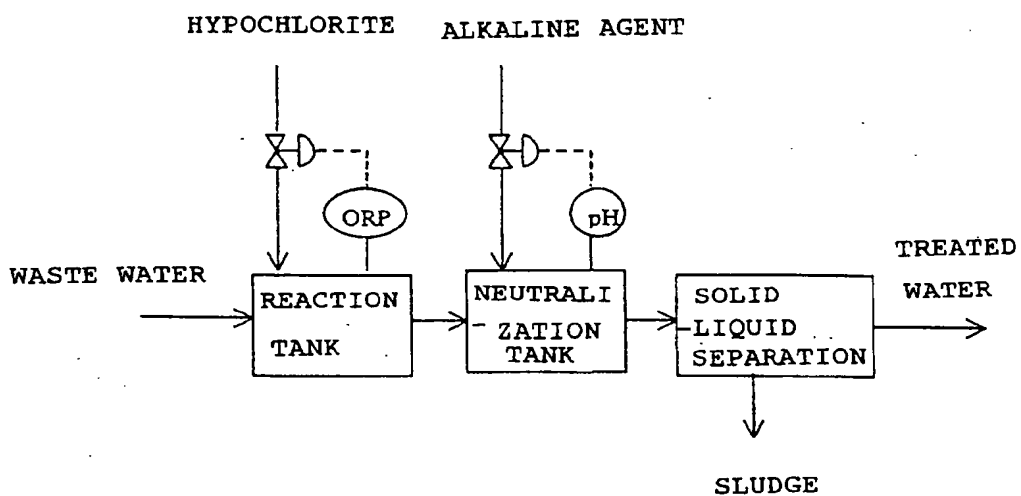 HYPOCHLORITE
ALKALINE AGENT
ORP
pH
WASTE WATER
TREATED
WATER
REACTION
TANK
NEUTRALI
- ZATION
TANK
SOLID
-LIQUID
SEPARATION
SLUDGE